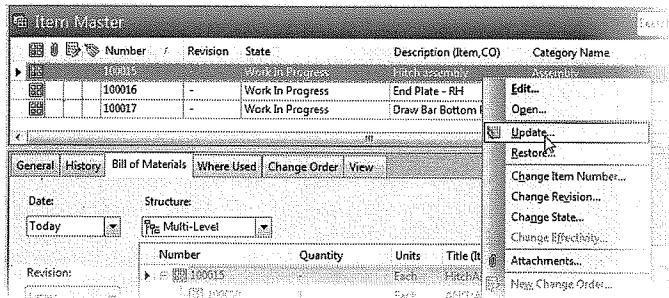 Item Master
Number Revision State Description (Item,CO) Category Name
100015 - Work In Progress Hitch assembly Assembly
100016 - Work In Progress End Plate - RH
100017 - Work In Progress Draw Bar Bottom
Edit...
Open...
Update...
Restore...
Change Item Number...
Change Revision...
Change State...
Change Effectivity...
Attachments...
New Change Order...
General History Bill of Materials Where Used Change Order View
Date: Structure:
Today Multi-Level
Number Quantity Units Title (It
Revision: 100015 Each
Each